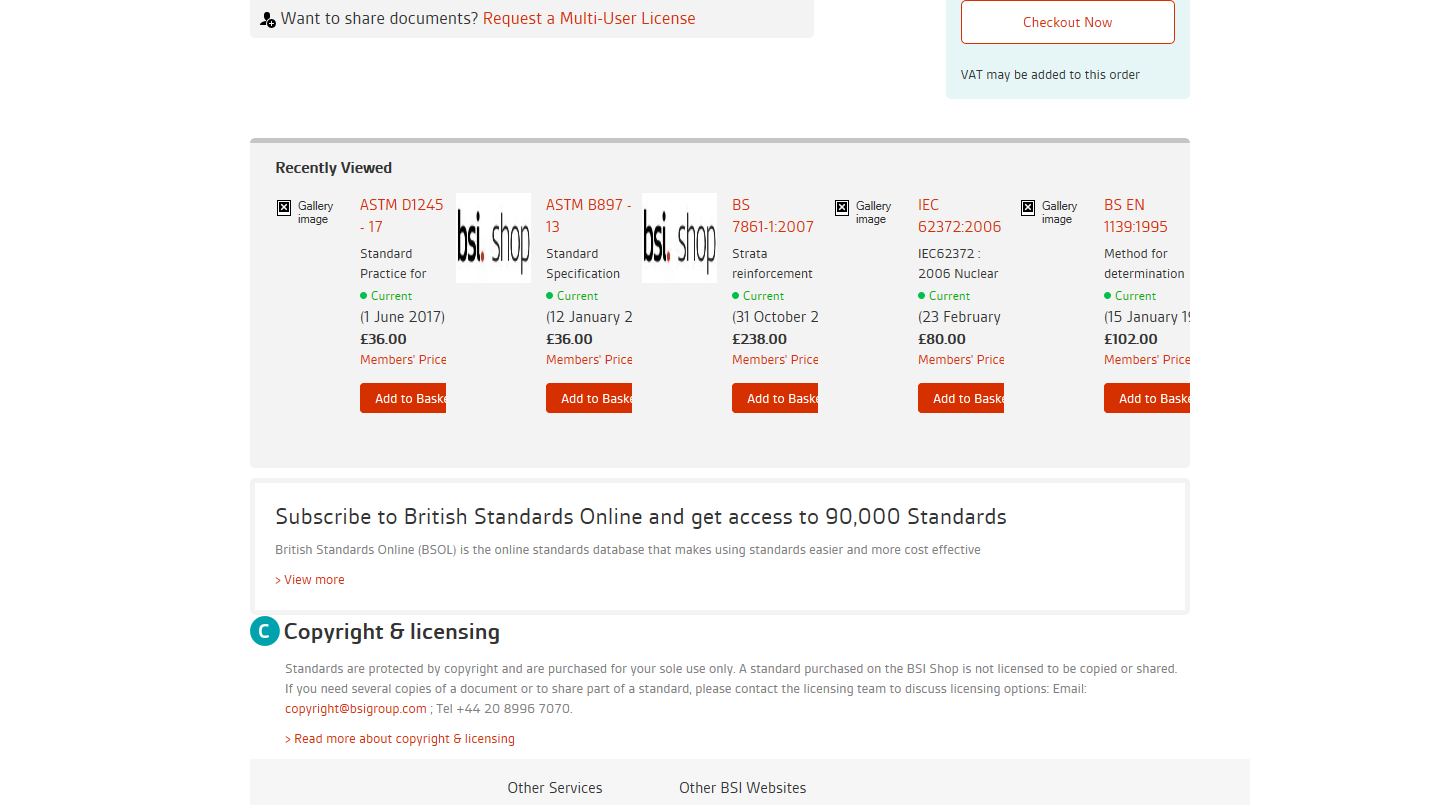 Want to share documents? Request a Multi-User License
Checkout Now
VAT may be added to this order
Recently Viewed
Gallery image
ASTM D1245 - 17
Standard Practice for
Current
(1 June 2017)
£36.00
Members' Price
Add to Baske
bsi. shop
ASTM B897 - 13
Standard Specification
Current
(12 January 2
£36.00
Members' Price
Add to Baske
bsi. shop
BS 7861-1:2007
Strata reinforcement
Current
(31 October 2
£238.00
Members' Price
Add to Baske
Gallery image
IEC 62372:2006
IEC62372 : 2006 Nuclear
Current
(23 February
£80.00
Members' Price
Add to Baske
Gallery image
BS EN 1139:1995
Method for determination
Current
(15 January 19
£102.00
Members' Price
Add to Baske
Subscribe to British Standards Online and get access to 90,000 Standards
British Standards Online (BSOL) is the online standards database that makes using standards easier and more cost effective
> View more
C Copyright & licensing
Standards are protected by copyright and are purchased for your sole use only. A standard purchased on the BSI Shop is not licensed to be copied or shared.
If you need several copies of a document or to share part of a standard, please contact the licensing team to discuss licensing options: Email:
copyright@bsigroup.com ; Tel +44 20 8996 7070.
> Read more about copyright & licensing
Other Services
Other BSI Websites